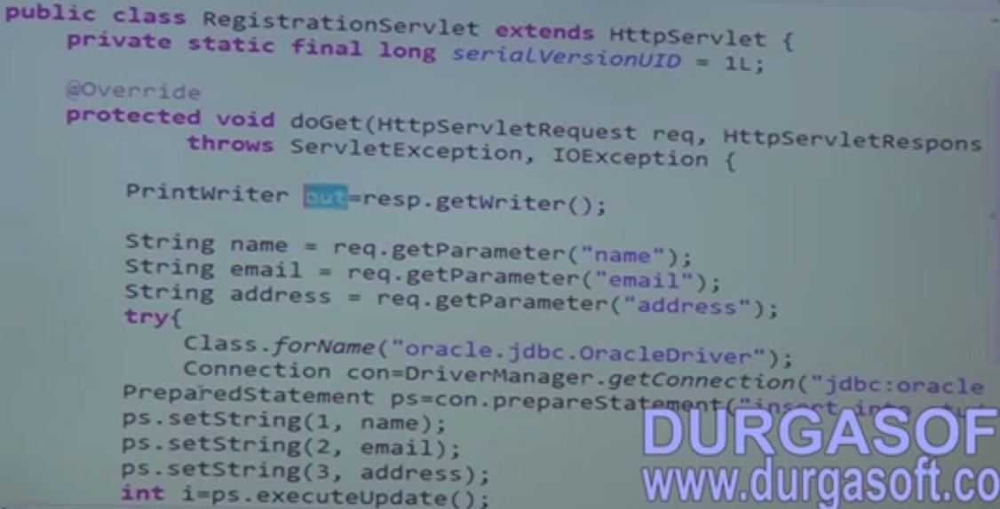 public class RegistrationServlet extends HttpServlet {
private static final long serialVersionUID = 1L;
@Override
protected void doGet(HttpServletRequest req, HttpServletRespons
throws ServletException, IOException {
PrintWriter out=resp.getWriter();
String name = req.getParameter("name");
String email = req.getParameter("email");
String address = req.getParameter("address");
try{
Class.forName("oracle.jdbc.OracleDriver");
Connection con=DriverManager.getConnection("jdbc:oracle
PreparedStatement ps=con.prepareStatement("insert into
ps.setString(1, name);
ps.setString(2, email);
ps.setString(3, address);
int i=ps.executeUpdate();
DURGASOF
www.durgasoft.co